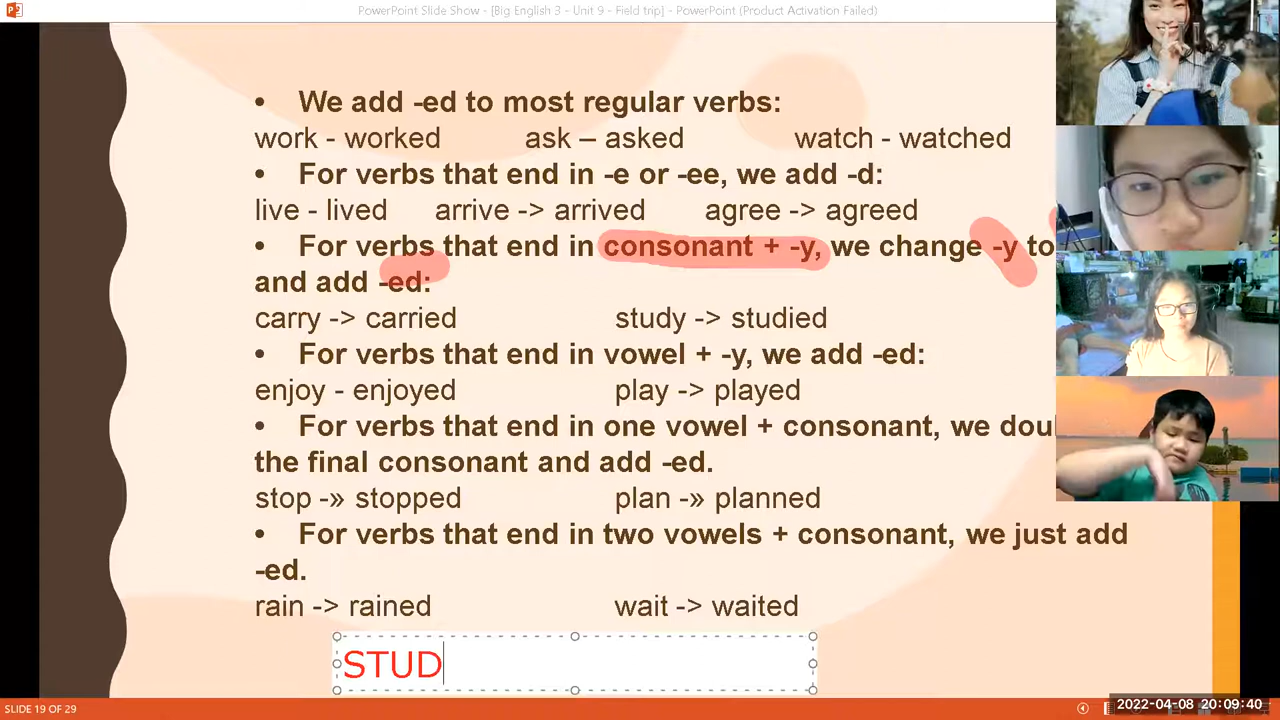 PowerPoint Slide Show - [Big English 3 - Unit 9 - Field trip] - PowerPoint (Product Activation Failed)
• We add -ed to most regular verbs:
work - worked ask – asked watch - watched
• For verbs that end in -e or -ee, we add -d:
live - lived arrive -> arrived agree -> agreed
• For verbs that end in consonant + -y, we change -y to
and add -ed:
carry -> carried study -> studied
• For verbs that end in vowel + -y, we add -ed:
enjoy - enjoyed play -> played
• For verbs that end in one vowel + consonant, we dou
the final consonant and add -ed.
stop -» stopped plan -» planned
• For verbs that end in two vowels + consonant, we just add
-ed.
rain -> rained wait -> waited
STUD
SLIDE 19 OF 29
2022-04-08 20:09:40